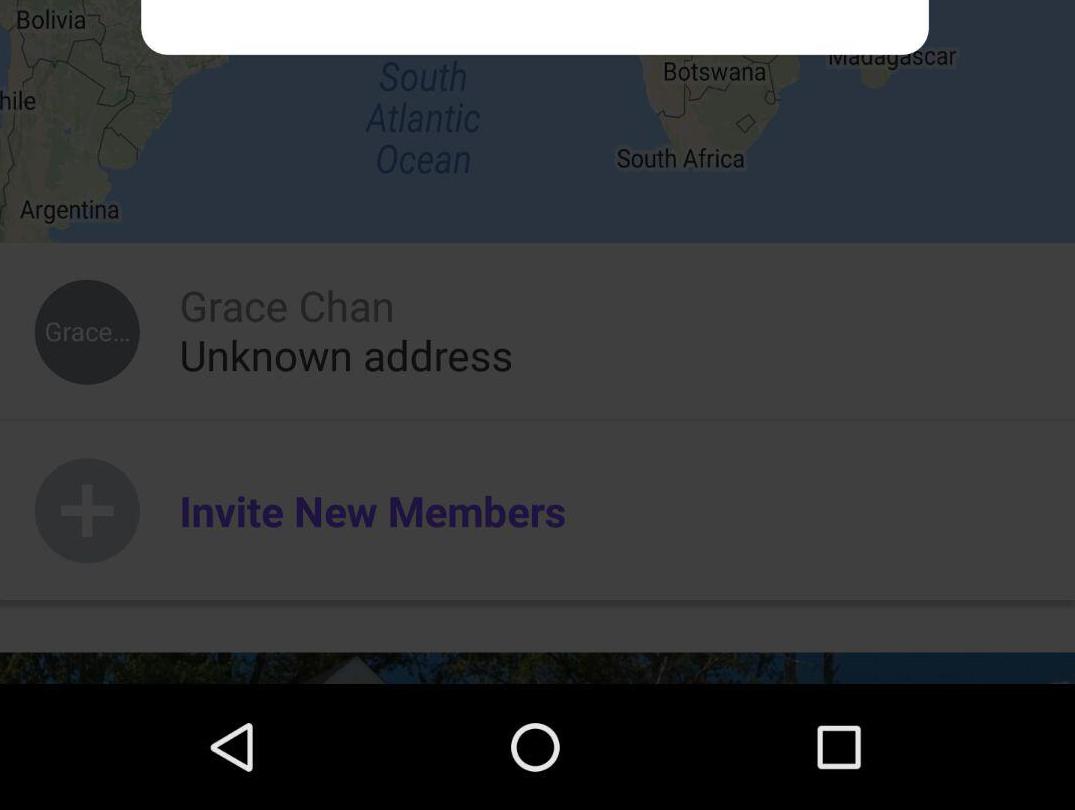 Bolivia
Madagascar
South
Botswana
hile
Atlantic
Ocean
South Africa
Argentina
Grace Chan
Grace...
Unknown address
Invite New Members